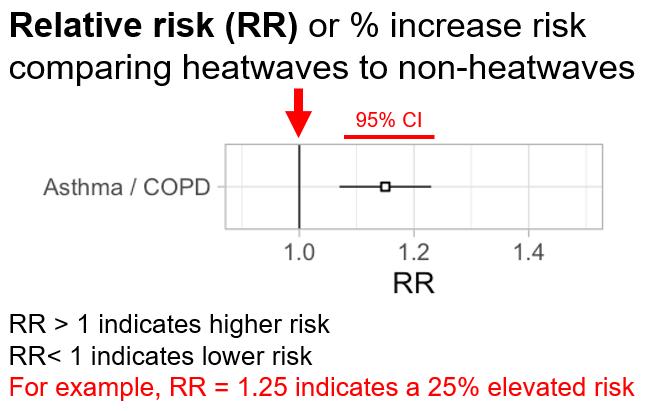 Relative risk (RR) or % increase risk
comparing heatwaves to non-heatwaves
95% CI
Asthma / COPD
1.0 1.2 1.4
RR
RR > 1 indicates higher risk
RR< 1 indicates lower risk
For example, RR = 1.25 indicates a 25% elevated risk